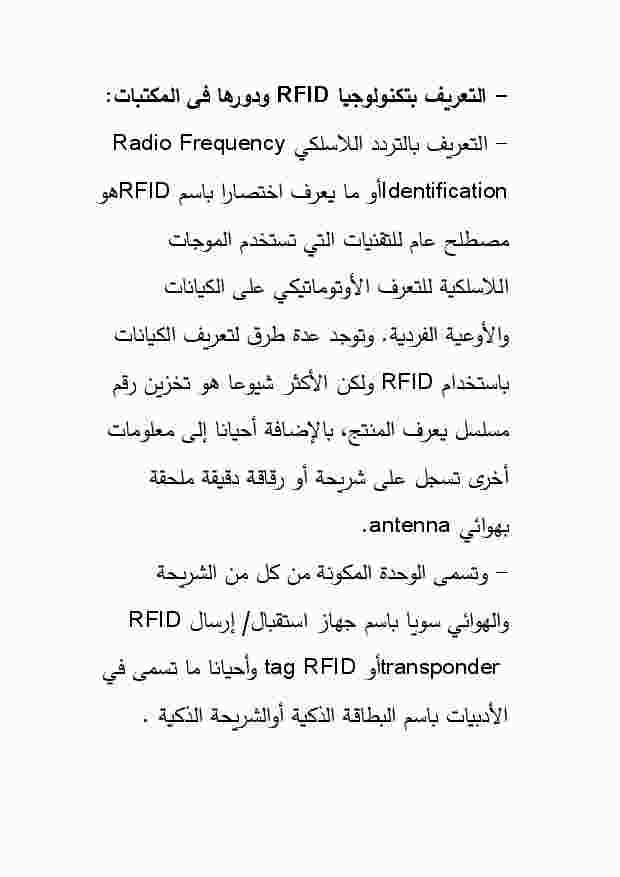 - التعريف بتكنولوجيا RFID ودورها فى المكتبات:
- التعريف بالتردد اللاسلكي Radio Frequency
Identificationأو ما يعرف اختصارا باسم RFIDهو
مصطلح عام للتقنيات التي تستخدم الموجات
اللاسلكية للتعرف الأوتوماتيكي على الكيانات
والأوعية الفردية. وتوجد عدة طرق لتعريف الكيانات
باستخدام RFID ولكن الأكثر شيوعا هو تخزين رقم
مسلسل يعرف المنتج، بالإضافة أحيانا إلى معلومات
أخرى تسجل على شريحة أو رقاقة دقيقة ملحقة
بهوائي antenna.
- وتسمى الوحدة المكونة من كل من الشريحة
والهوائي سويا باسم جهاز استقبال/ إرسال RFID
transponderأو tag RFID وأحيانا ما تسمى في
الأدبيات باسم البطاقة الذكية أوالشريحة الذكية .